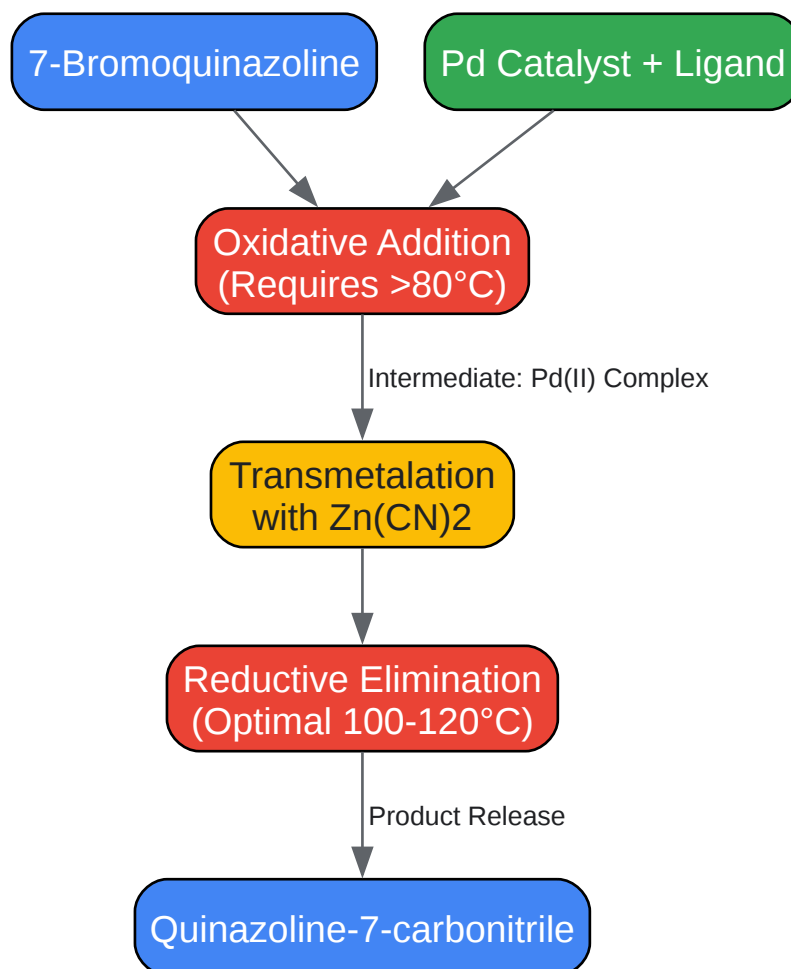 7-Bromoquinazoline
Pd Catalyst + Ligand
Oxidative Addition
(Requires >80°C)
Intermediate: Pd(II) Complex
Transmetalation
with Zn(CN)2
Reductive Elimination
(Optimal 100-120°C)
Product Release
Quinazoline-7-carbonitrile